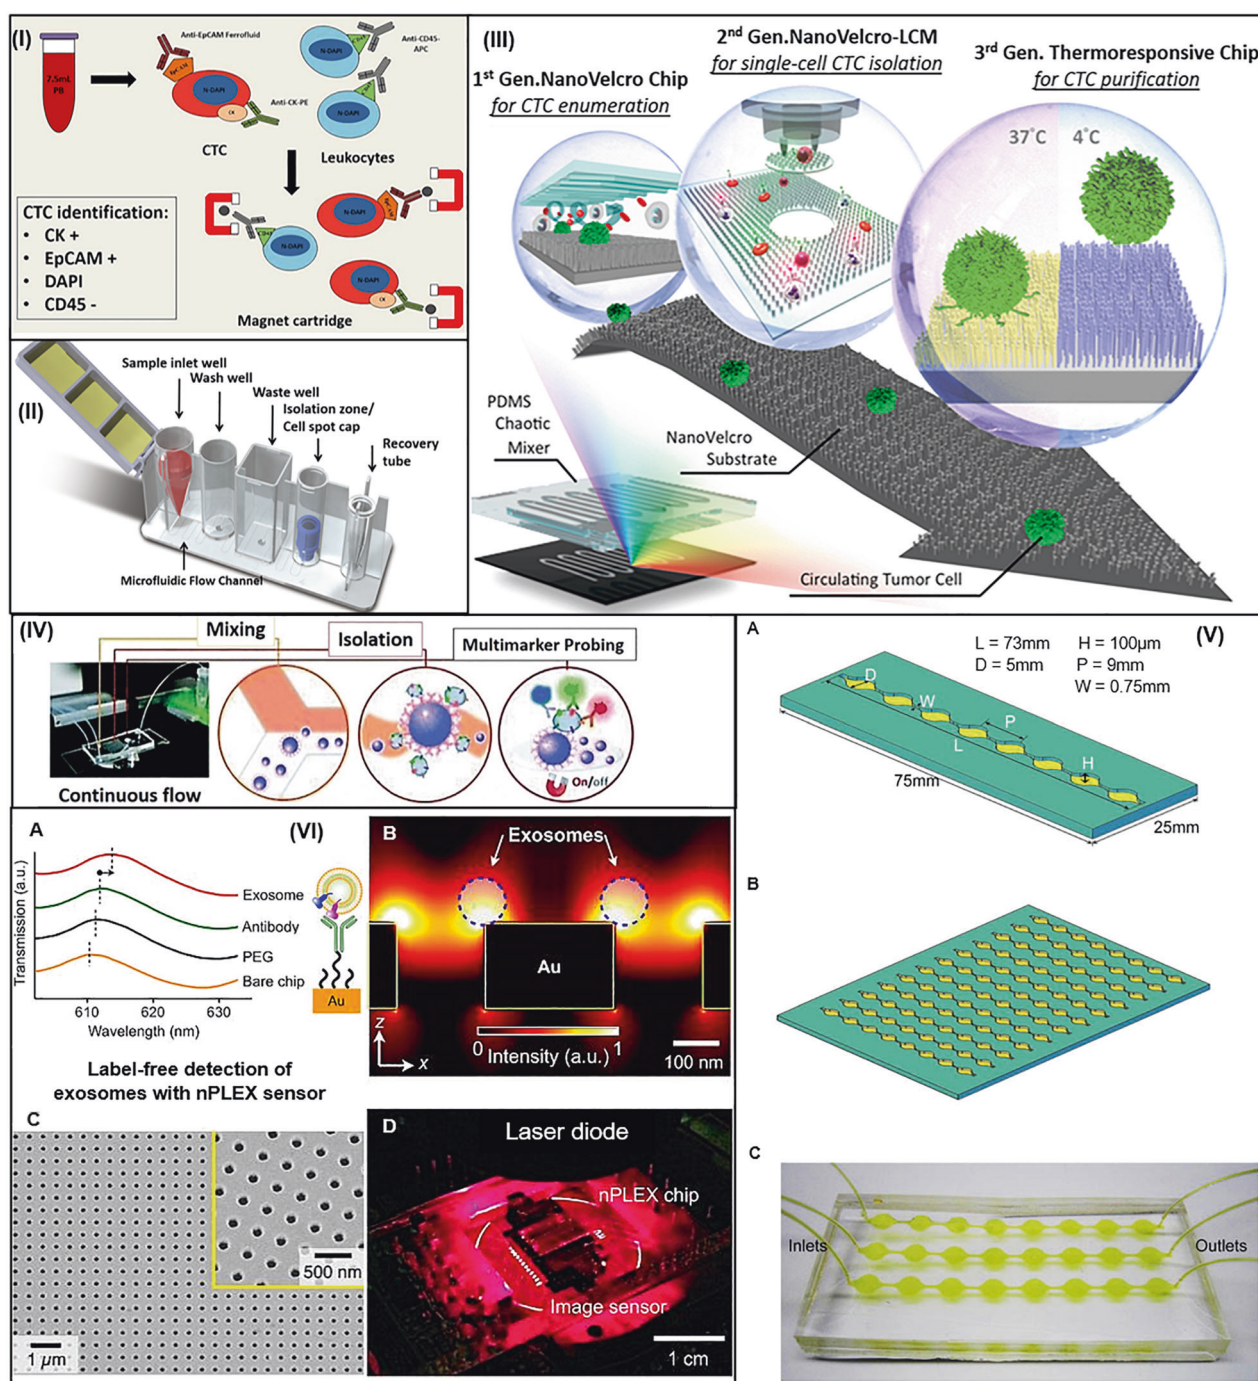 (I)
7.5mL
PB
Anti-EpCAM Ferrofluid
EpCAM
N-DAPI
CK
Anti-CK-PE
CTC
Anti-CD45-
APC
N-DAPI
N-DAPI
Leukocytes
CTC identification:
• CK +
• EpCAM +
• DAPI
• CD45 -
N-DAPI
N-DAPI
N-DAPI
CK
Magnet cartridge
(II)
Sample inlet well
Wash well
Waste well
Isolation zone/
Cell spot cap
Recovery
tube
Microfluidic Flow Channel
(III)
1st Gen.NanoVelcro Chip
for CTC enumeration
2nd Gen.NanoVelcro-LCM
for single-cell CTC isolation
3rd Gen. Thermoresponsive Chip
for CTC purification
37°C
4°C
PDMS
Chaotic
Mixer
NanoVelcro
Substrate
Circulating Tumor Cell
(IV)
Mixing
Isolation
Multimarker Probing
Continuous flow
On/off
A
(V)
L = 73mm H = 100µm
D = 5mm P = 9mm
W = 0.75mm
D
W
P
L
H
75mm
25mm
B
C
Inlets
Outlets
A
(VI)
Transmission (a.u.)
Exosome
Antibody
PEG
Bare chip
610 620 630
Wavelength (nm)
Au
Label-free detection of
exosomes with nPLEX sensor
B
Exosomes
Au
z
x
0 1
Intensity (a.u.)
100 nm
C
500 nm
1 µm
D
Laser diode
nPLEX chip
Image sensor
1 cm